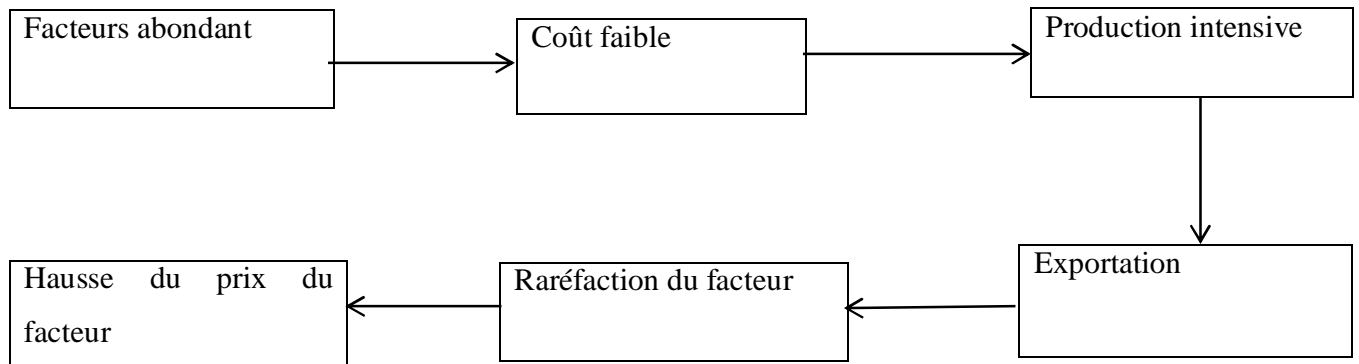 Facteurs abondant
Coût faible
Production intensive
Exportation
Raréfaction du facteur
Hausse du prix du
facteur